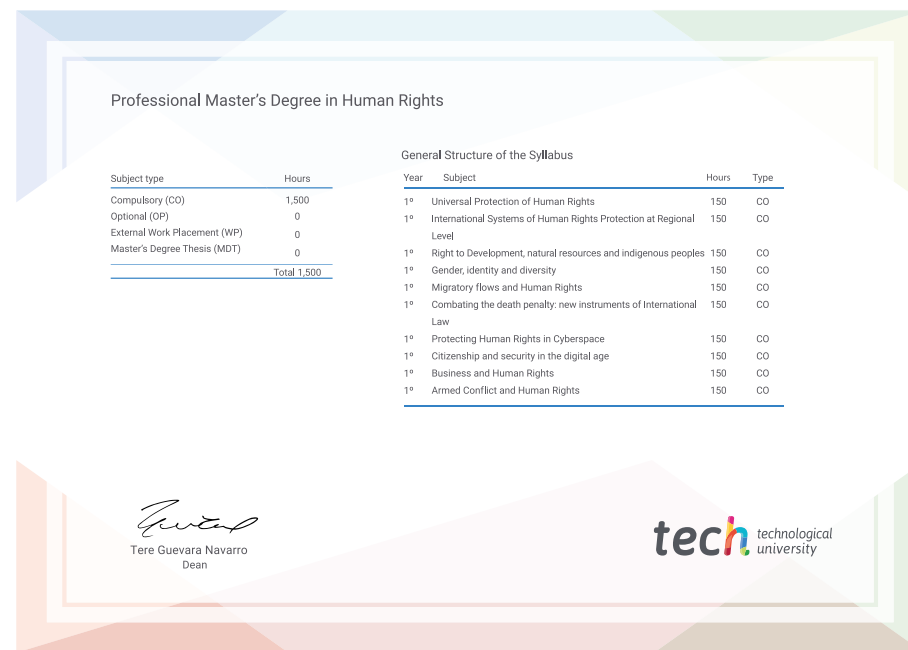 Professional Master's Degree in Human Rights
Subject type Hours
Compulsory (CO) 1,500
Optional (OP) 0
External Work Placement (WP) 0
Master's Degree Thesis (MDT) 0
Total 1,500
General Structure of the Syllabus
Year Subject Hours Type
1º Universal Protection of Human Rights 150 CO
1º International Systems of Human Rights Protection at Regional 150 CO
Level
1º Right to Development, natural resources and indigenous peoples 150 CO
1º Gender, identity and diversity 150 CO
1º Migratory flows and Human Rights 150 CO
1º Combating the death penalty: new instruments of International 150 CO
Law
1º Protecting Human Rights in Cyberspace 150 CO
1º Citizenship and security in the digital age 150 CO
1º Business and Human Rights 150 CO
1º Armed Conflict and Human Rights 150 CO
Tere Guevara Navarro
Dean
tech technological
university